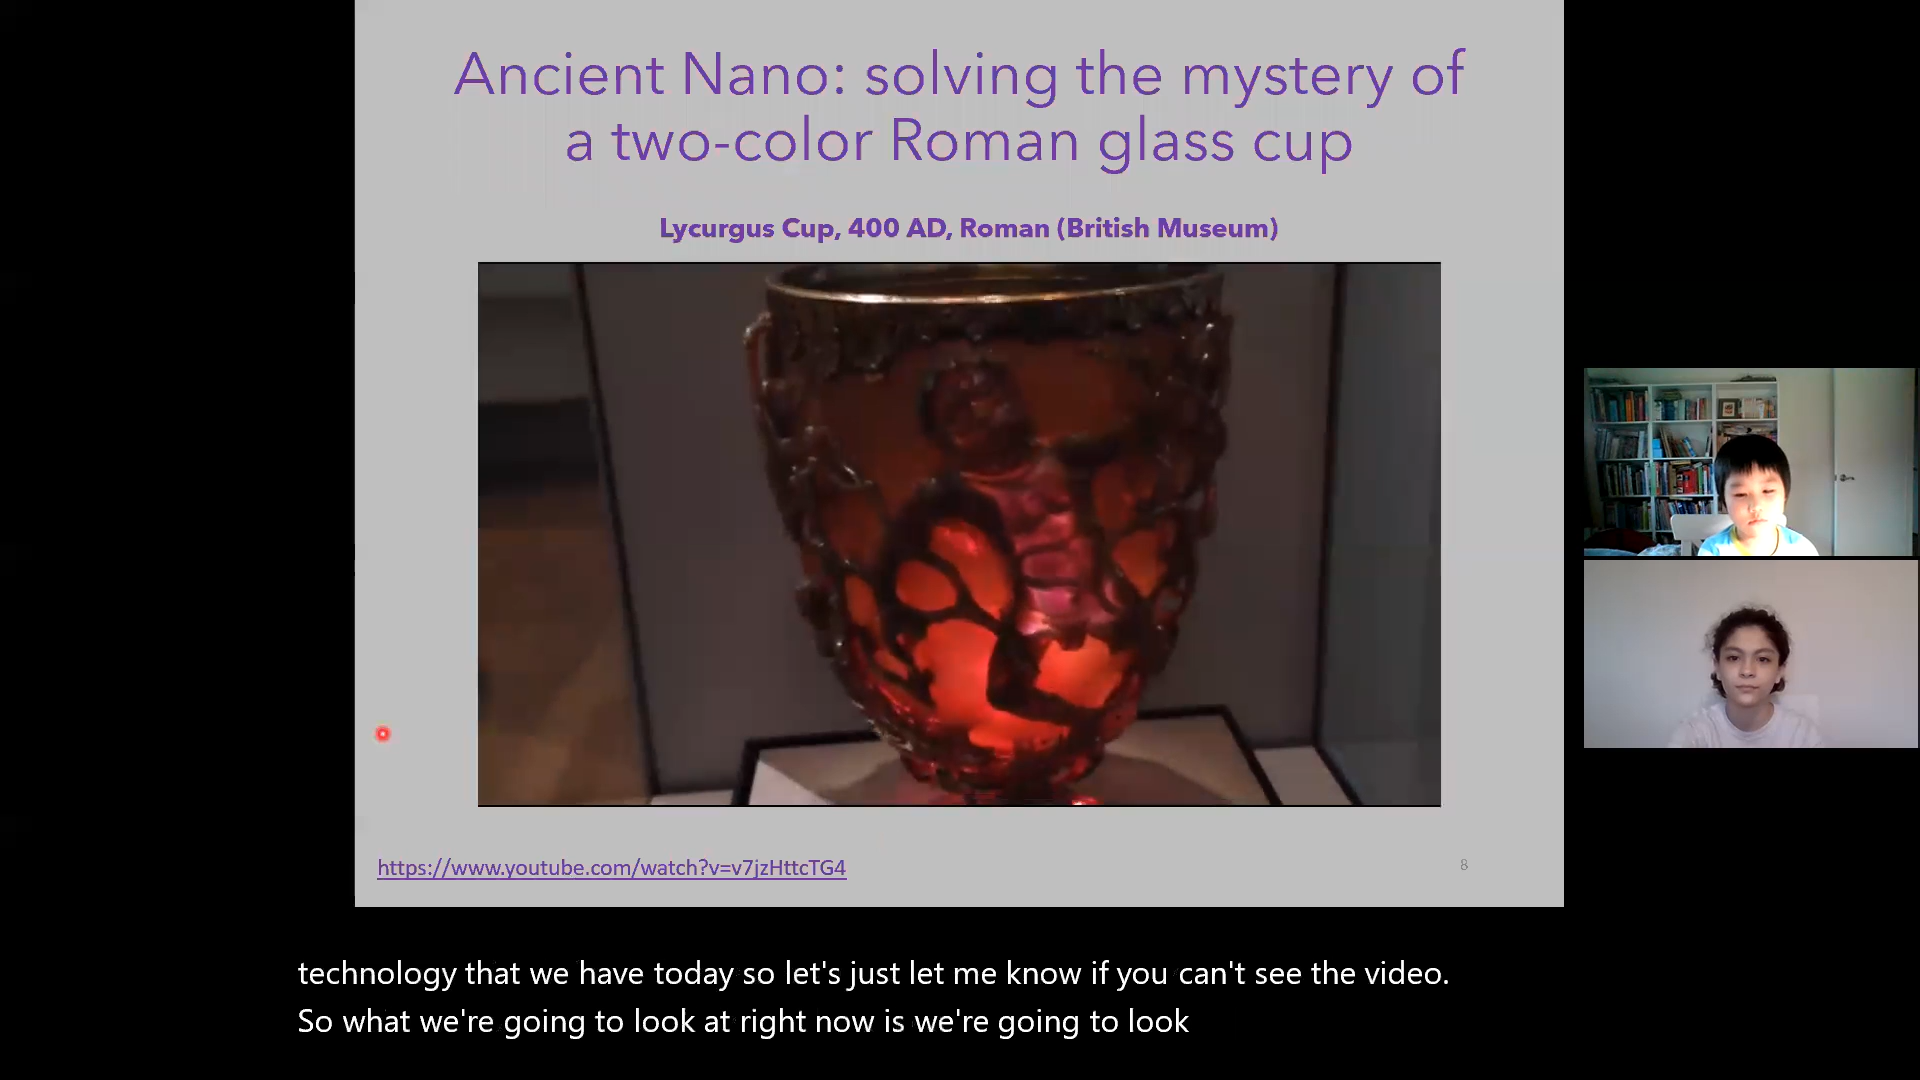 Ancient Nano: solving the mystery of
a two-color Roman glass cup
Lycurgus Cup, 400 AD, Roman (British Museum)
https://www.youtube.com/watch?v=v7jzHttcTG4
8
technology that we have today so let's just let me know if you can't see the video.
So what we're going to look at right now is we're going to look